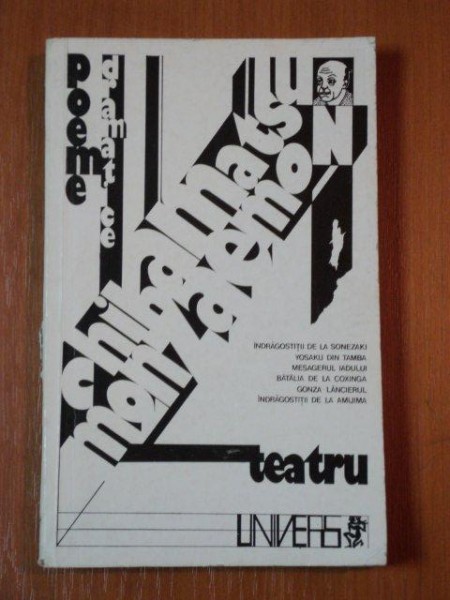 poeme
dramatice
chikamatsu
monzaemon
ÎNDRĂGOSTIȚII DE LA SONEZAKI
YOSAKU DIN TAMBA
MESAGERUL IADULUI
BĂTĂLIA DE LA COXINGA
GONZA LĂNCIERUL
ÎNDRĂGOSTIȚII DE LA AMIJIMA
teatru
UNIVERS